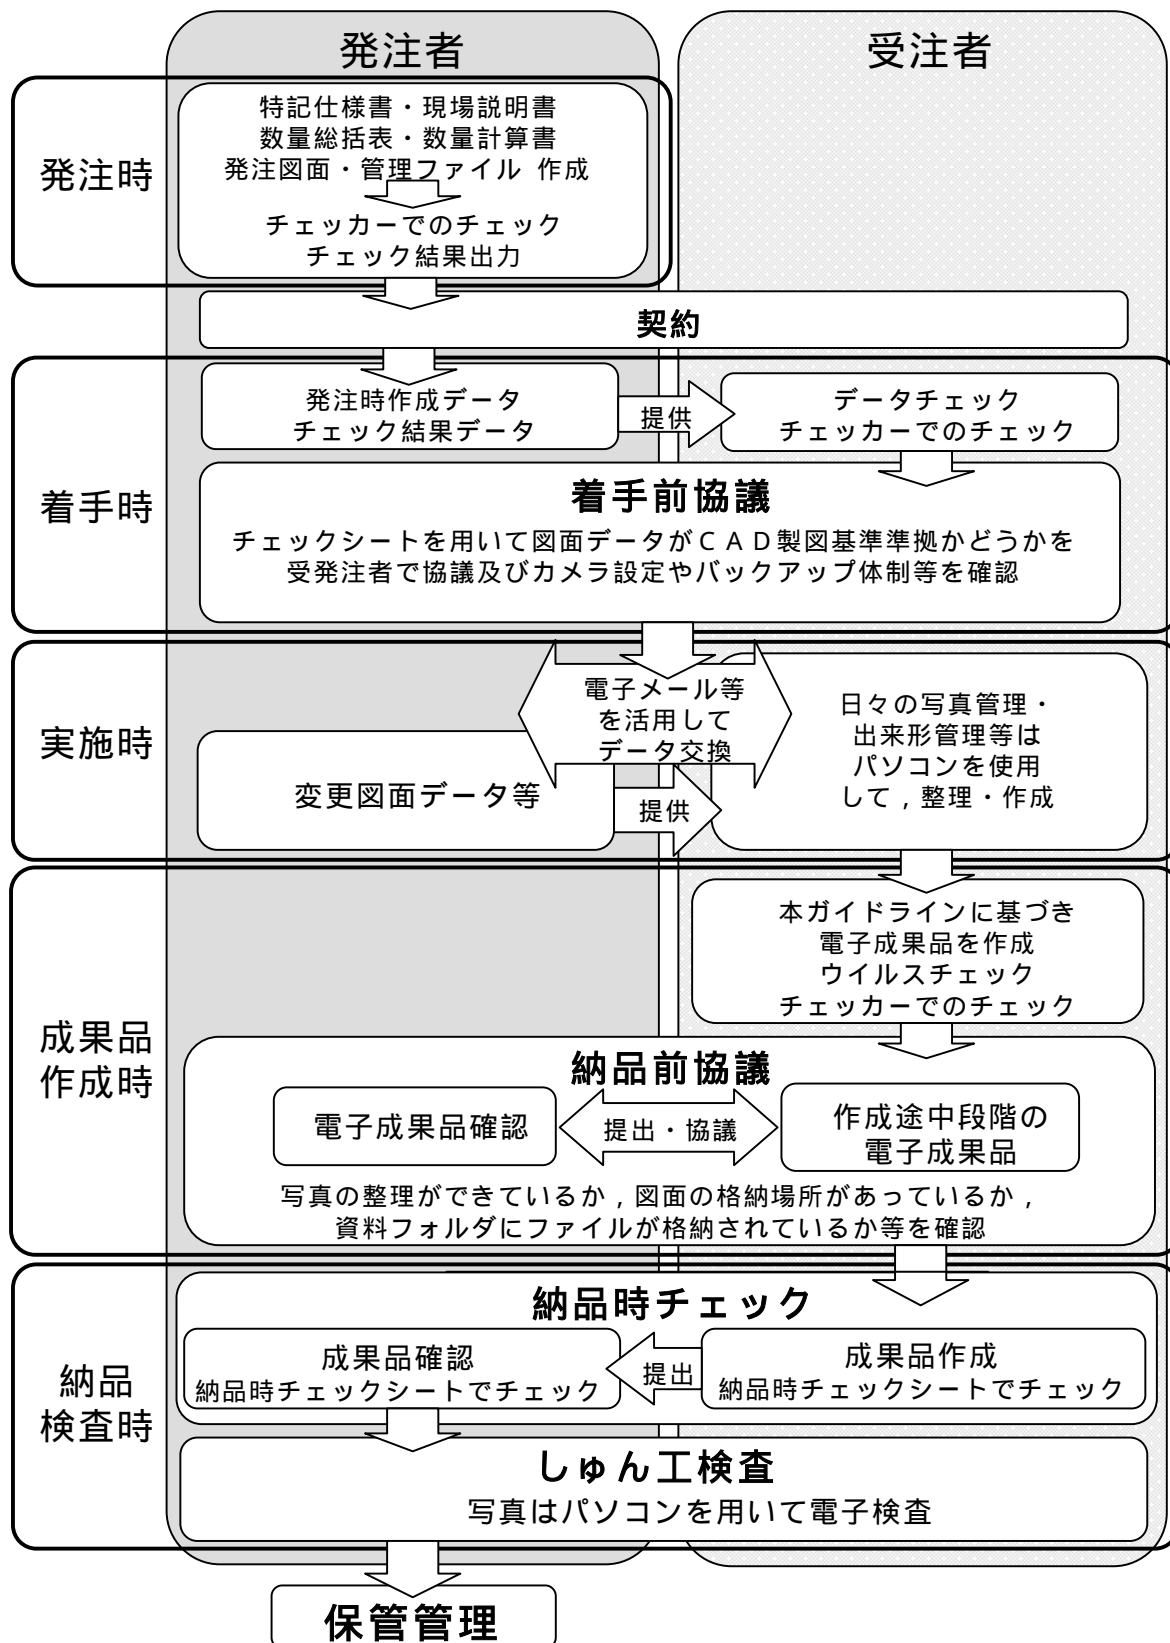 発注者
受注者
発注時
特記仕様書・現場説明書
数量総括表・数量計算書
発注図面・管理ファイル 作成
チェッカーでのチェック
チェック結果出力
契約
着手時
発注時作成データ
チェック結果データ
提供
データチェック
チェッカーでのチェック
着手前協議
チェックシートを用いて図面データがＣＡＤ製図基準準拠かどうかを
受発注者で協議及びカメラ設定やバックアップ体制等を確認
実施時
電子メール等
を活用して
データ交換
変更図面データ等
提供
日々の写真管理・
出来形管理等は
パソコンを使用
して，整理・作成
成果品
作成時
本ガイドラインに基づき
電子成果品を作成
ウイルスチェック
チェッカーでのチェック
納品前協議
電子成果品確認
提出・協議
作成途中段階の
電子成果品
写真の整理ができているか，図面の格納場所があっているか，
資料フォルダにファイルが格納されているか等を確認
納品
検査時
納品時チェック
成果品確認
納品時チェックシートでチェック
提出
成果品作成
納品時チェックシートでチェック
しゅん工検査
写真はパソコンを用いて電子検査
保管管理